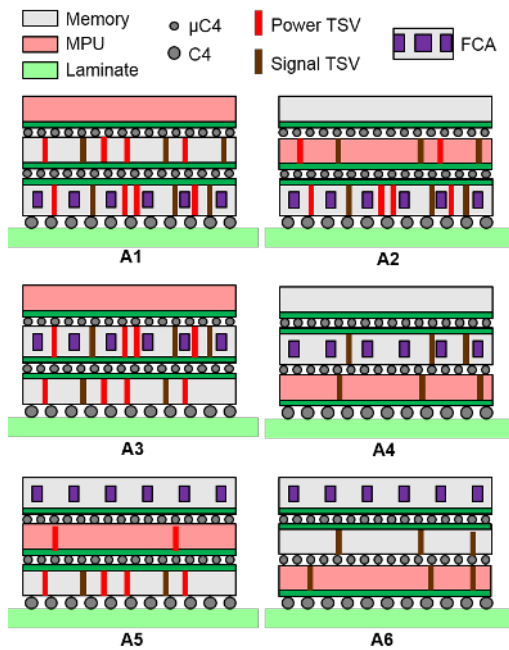 Memory
MPU
Laminate
µC4
C4
Power TSV
Signal TSV
FCA
A1
A2
A3
A4
A5
A6